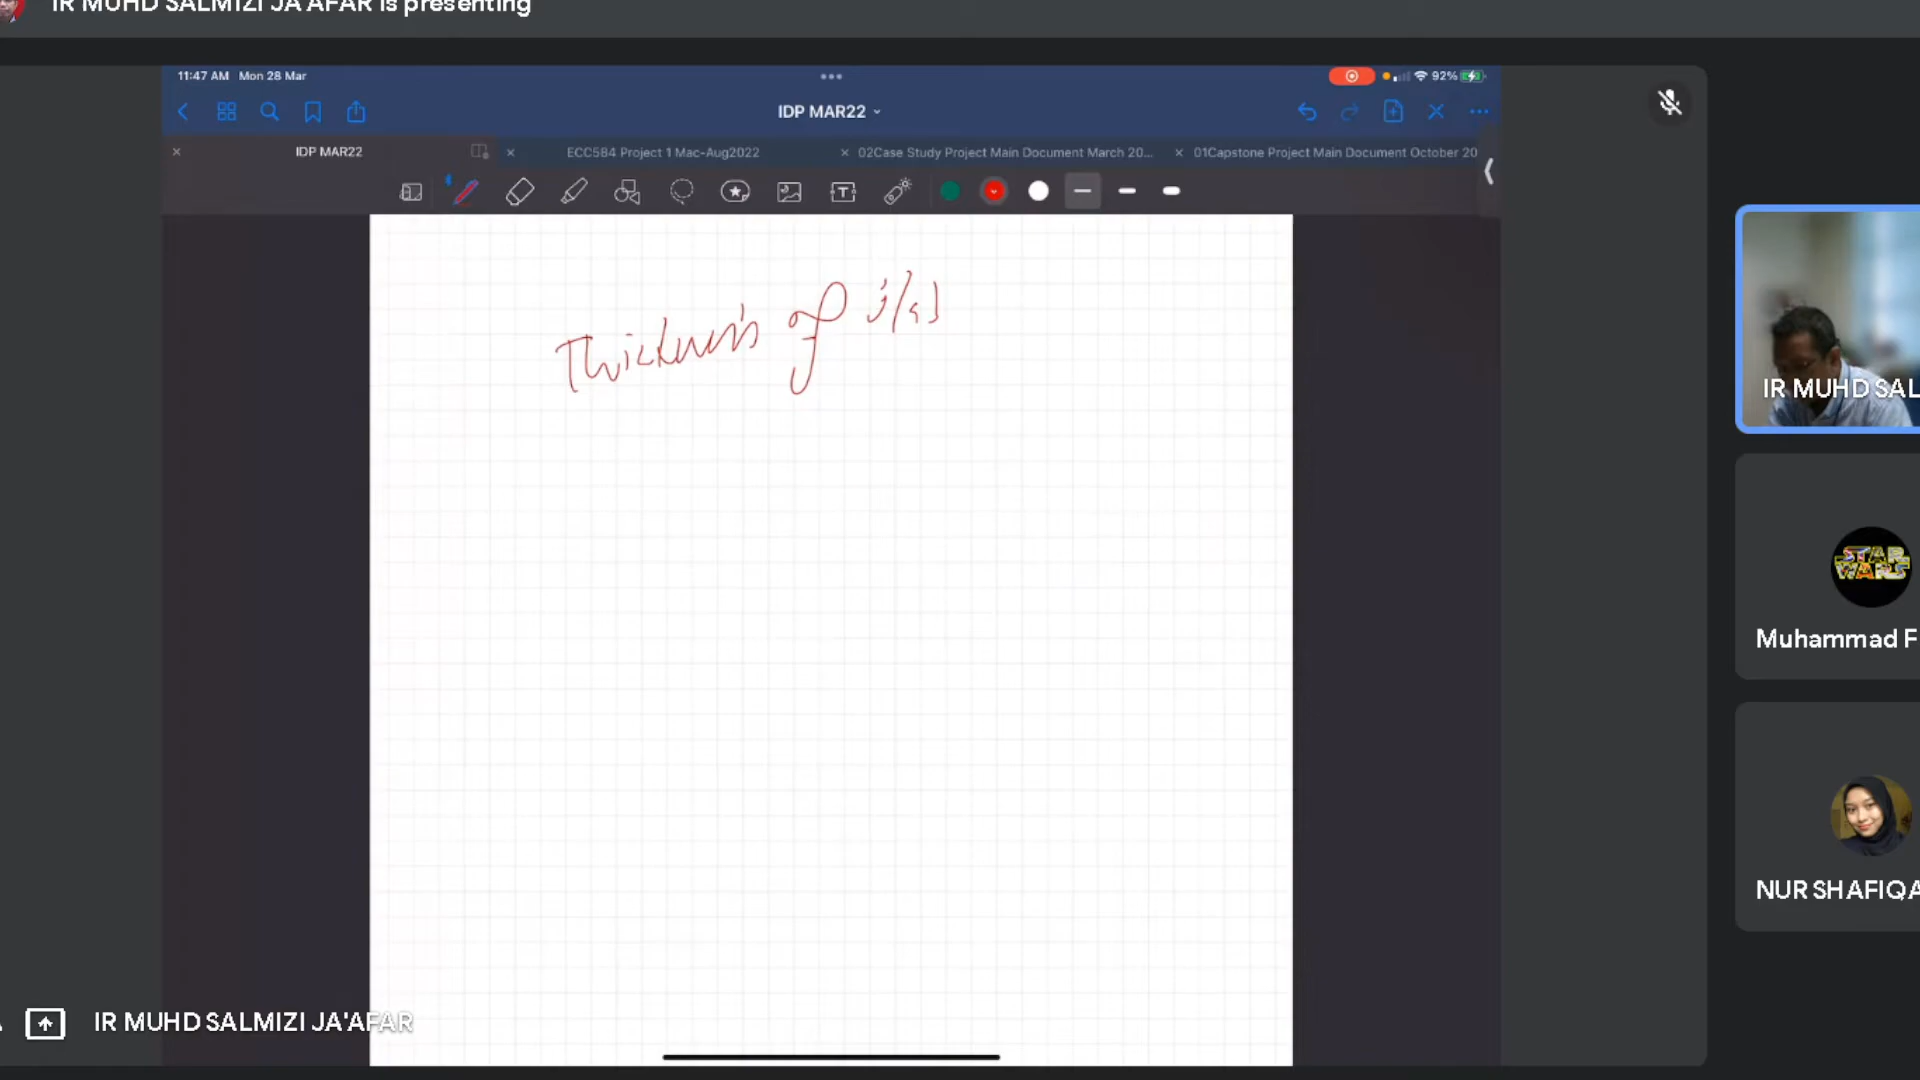 IR MUHD SALMIZI JA'AFAR is presenting
11:47 AM Mon 28 Mar
92%
IDP MAR22
IDP MAR22
ECC584 Project 1 Mac-Aug2022
02Case Study Project Main Document March 20...
01Capstone Project Main Document October 20
T
Thickness of
IR MUHD SAL
STAR
WARS
Muhammad F
NUR SHAFIQA
IR MUHD SALMIZI JA'AFAR